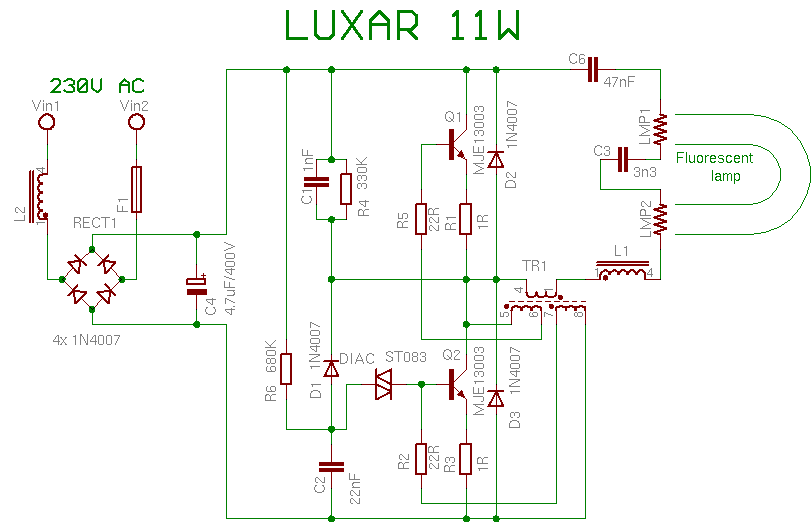 LUXAR 11W
230V AC
Vin1
Vin2
L2
4
1
F1
RECT1
4x 1N4007
+
C4
4.7uF/400V
C1
1nF
R4
330K
R6
680K
D1
1N4007
C2
22nF
DIAC
ST083
Q1
MJE13003
1N4007
D2
R5
22R
R1
1R
Q2
MJE13003
1N4007
D3
R2
22R
R3
1R
TR1
4
1
5
6
7
8
C6
47nF
LMP1
C3
3n3
LMP2
L1
1
4
Fluorescent
lamp